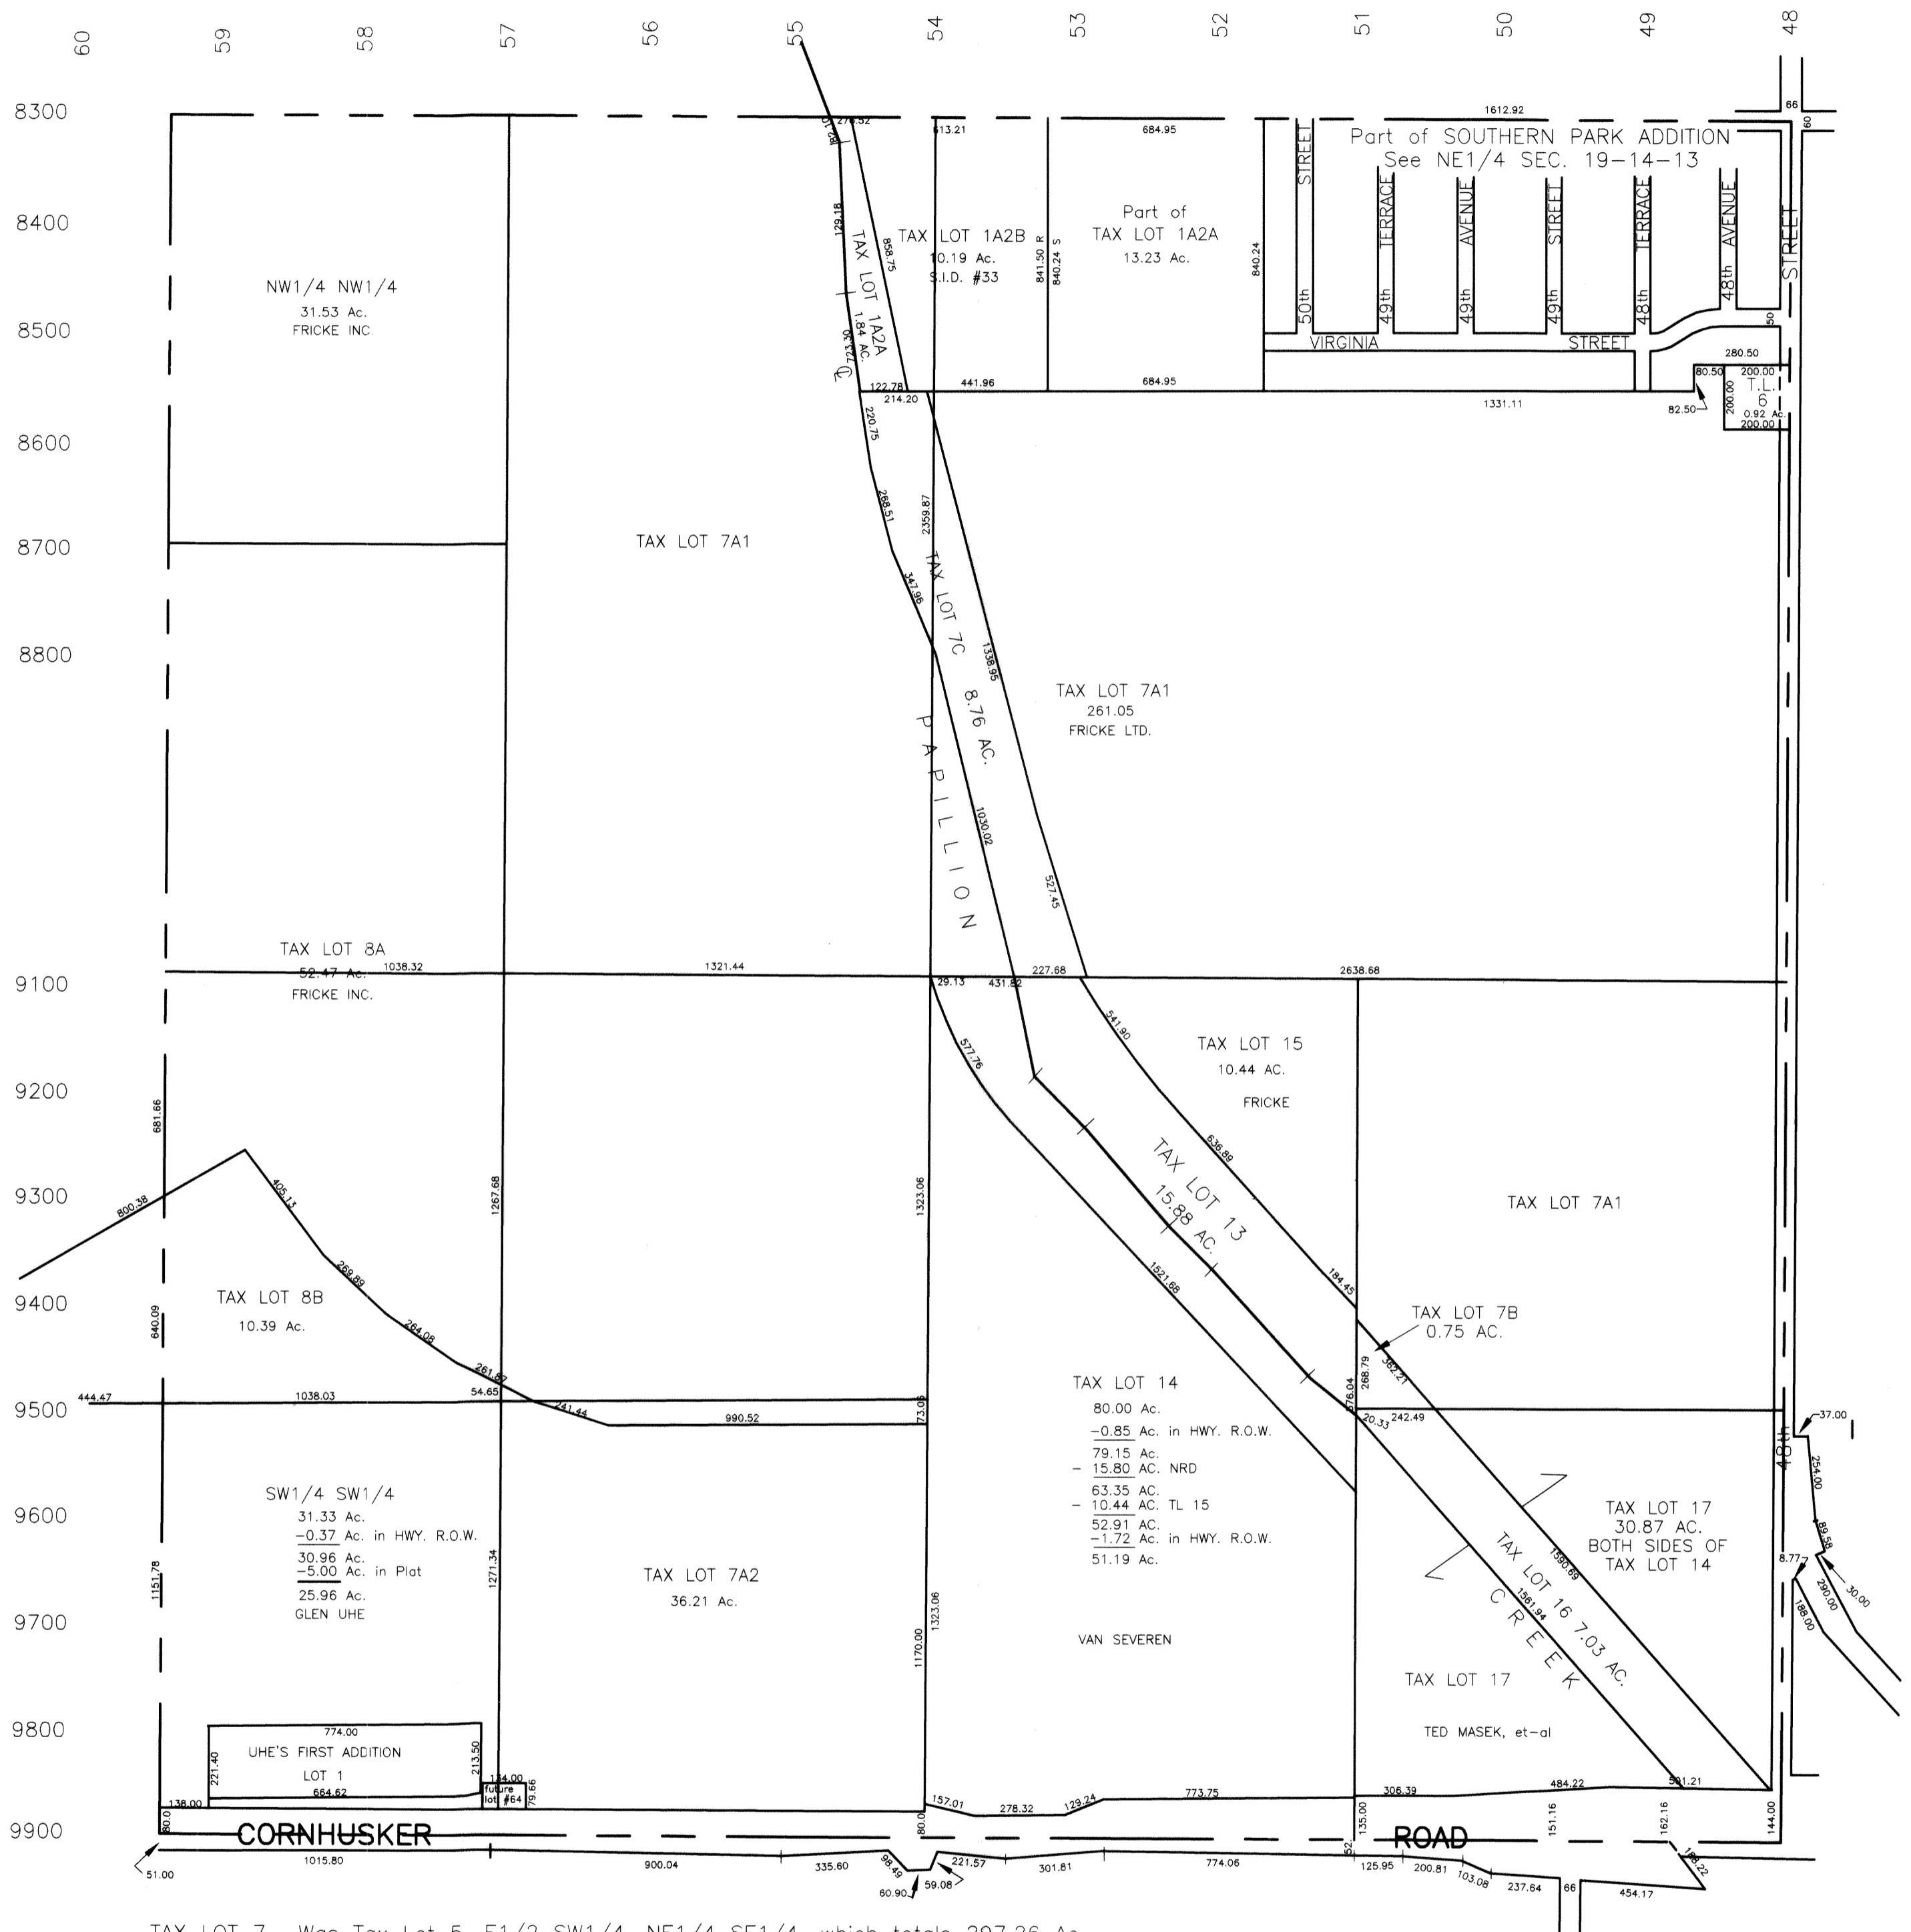 60 59 58 57 56 55 54 53 52 51 50 49 48
8300
8400
8500
8600
8700
8800
9100
9200
9300
9400
9500
9600
9700
9800
9900
1612.92
66
60
276.52
613.21
684.95
Part of SOUTHERN PARK ADDITION
See NE1/4 SEC. 19-14-13
STREET
50th
TERRACE
49th
AVENUE
49th
STREET
49th
TERRACE
48th
AVENUE
48th
STREET
50
VIRGINIA STREET
NW1/4 NW1/4
31.53 Ac.
FRICKE INC.
129.18
TAX LOT 1A2A
1.84 AC.
858.75
TAX LOT 1A2B
10.19 Ac.
S.I.D. #33
841.50 R
840.24 S
Part of
TAX LOT 1A2A
13.23 Ac.
840.24
122.78
441.96
684.95
214.20
1331.11
280.50
80.50
200.00
82.50
200.00
T.L.
6
0.92 Ac.
200.00
220.75
268.51
347.96
2359.87
TAX LOT 7A1
TAX LOT 7C 8.76 AC.
1338.95
TAX LOT 7A1
261.05
FRICKE LTD.
PAPILLION
1030.02
527.45
TAX LOT 8A
52.47 Ac.
FRICKE INC.
1038.32
1321.44
227.68
2638.68
29.13
431.82
541.90
577.76
TAX LOT 15
10.44 AC.
FRICKE
681.66
800.38
405.13
269.89
264.08
261.87
241.44
1267.68
1323.06
636.89
TAX LOT 13
15.88 AC.
1521.68
184.45
TAX LOT 7A1
TAX LOT 7B
0.75 AC.
362.21
268.79
576.04
TAX LOT 8B
10.39 Ac.
640.09
444.47
1038.03
54.65
990.52
73.06
20.33
242.49
TAX LOT 14
80.00 Ac.
-0.85 Ac. in HWY. R.O.W.
79.15 Ac.
- 15.80 AC. NRD
63.35 AC.
- 10.44 AC. TL 15
52.91 AC.
-1.72 Ac. in HWY. R.O.W.
51.19 Ac.
VAN SEVEREN
48th
37.00
254.00
89.58
8.77
30.00
290.00
188.00
TAX LOT 17
30.87 AC.
BOTH SIDES OF
TAX LOT 14
1590.69
TAX LOT 16 7.03 AC.
1561.94
CREEK
SW1/4 SW1/4
31.33 Ac.
-0.37 Ac. in HWY. R.O.W.
30.96 Ac.
-5.00 Ac. in Plat
25.96 Ac.
GLEN UHE
1151.78
1271.34
TAX LOT 7A2
36.21 Ac.
1323.06
1170.00
TAX LOT 17
TED MASEK, et-al
774.00
UHE'S FIRST ADDITION
LOT 1
221.40
213.50
664.62
134.00
future
lot #64
79.66
138.00
80.0
80.0
157.01
278.32
129.24
773.75
306.39
484.22
501.21
135.00
52.
151.16
162.16
144.00
CORNHUSKER ROAD
51.00
1015.80
900.04
335.60
98.49
60.90
59.08
221.57
301.81
774.06
125.95
200.81
103.08
237.64
66
454.17
188.22